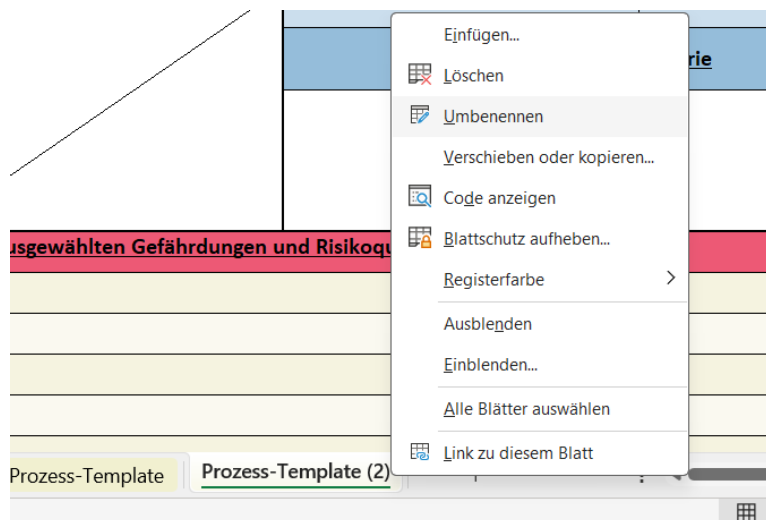 Einfügen...
rie
Löschen
Umbenennen
Verschieben oder kopieren...
Code anzeigen
usgewählten Gefährdungen und Risikoqu
Blattschutz aufheben...
Registerfarbe
Ausblenden
Einblenden...
Alle Blätter auswählen
Link zu diesem Blatt
Prozess-Template
Prozess-Template (2)